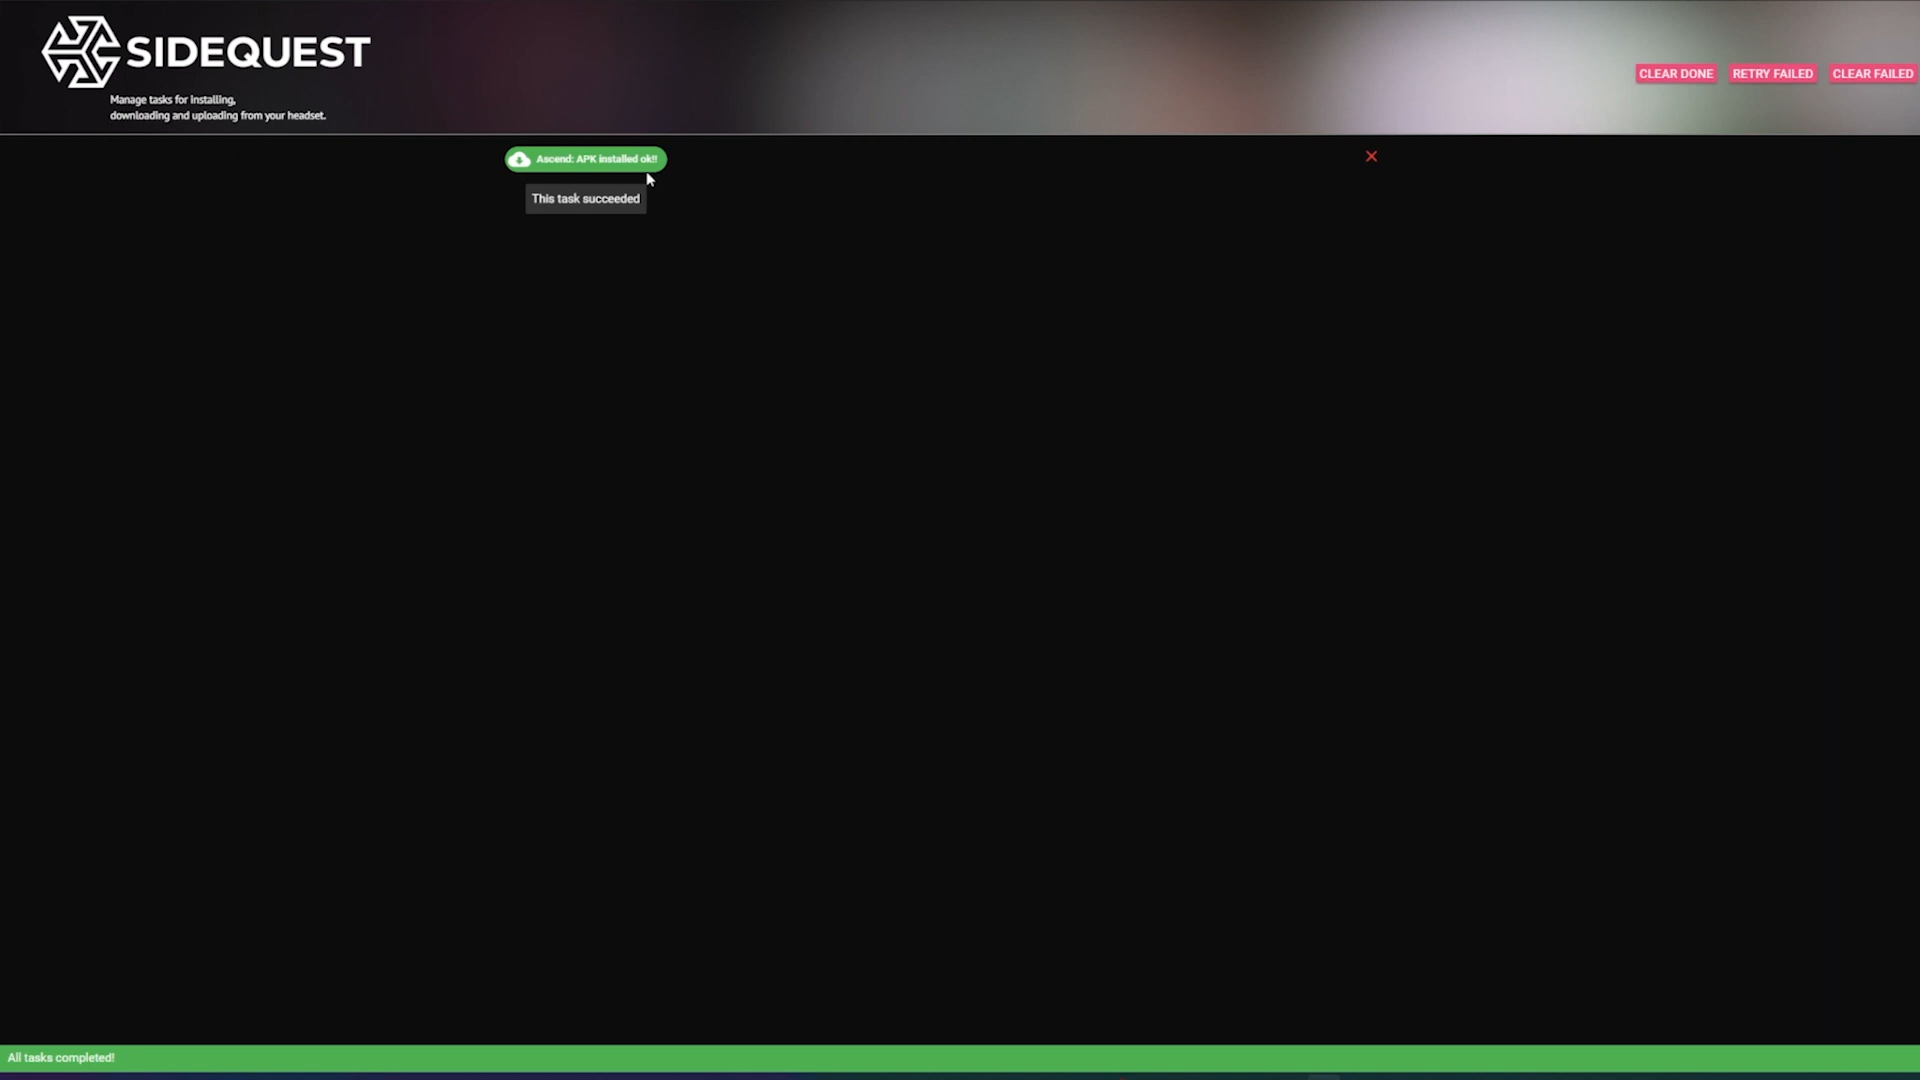 SIDEQUEST
Manage tasks for installing,
downloading and uploading from your headset.
CLEAR DONE
RETRY FAILED
CLEAR FAILED
Ascend: APK installed ok!!
This task succeeded
All tasks completed!